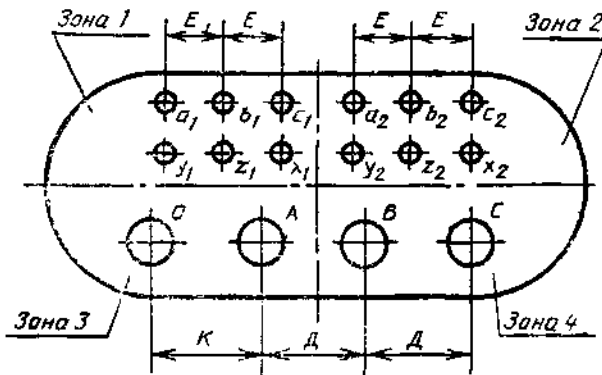 Зона 1
E₁ E
E E
Зона 2
a₁ b₁ c₁ a₂ b₂ c₂
y₁ z₁ x₁ y₂ z₂ x₂
O A B C
Зона 3
Зона 4
К Д Д